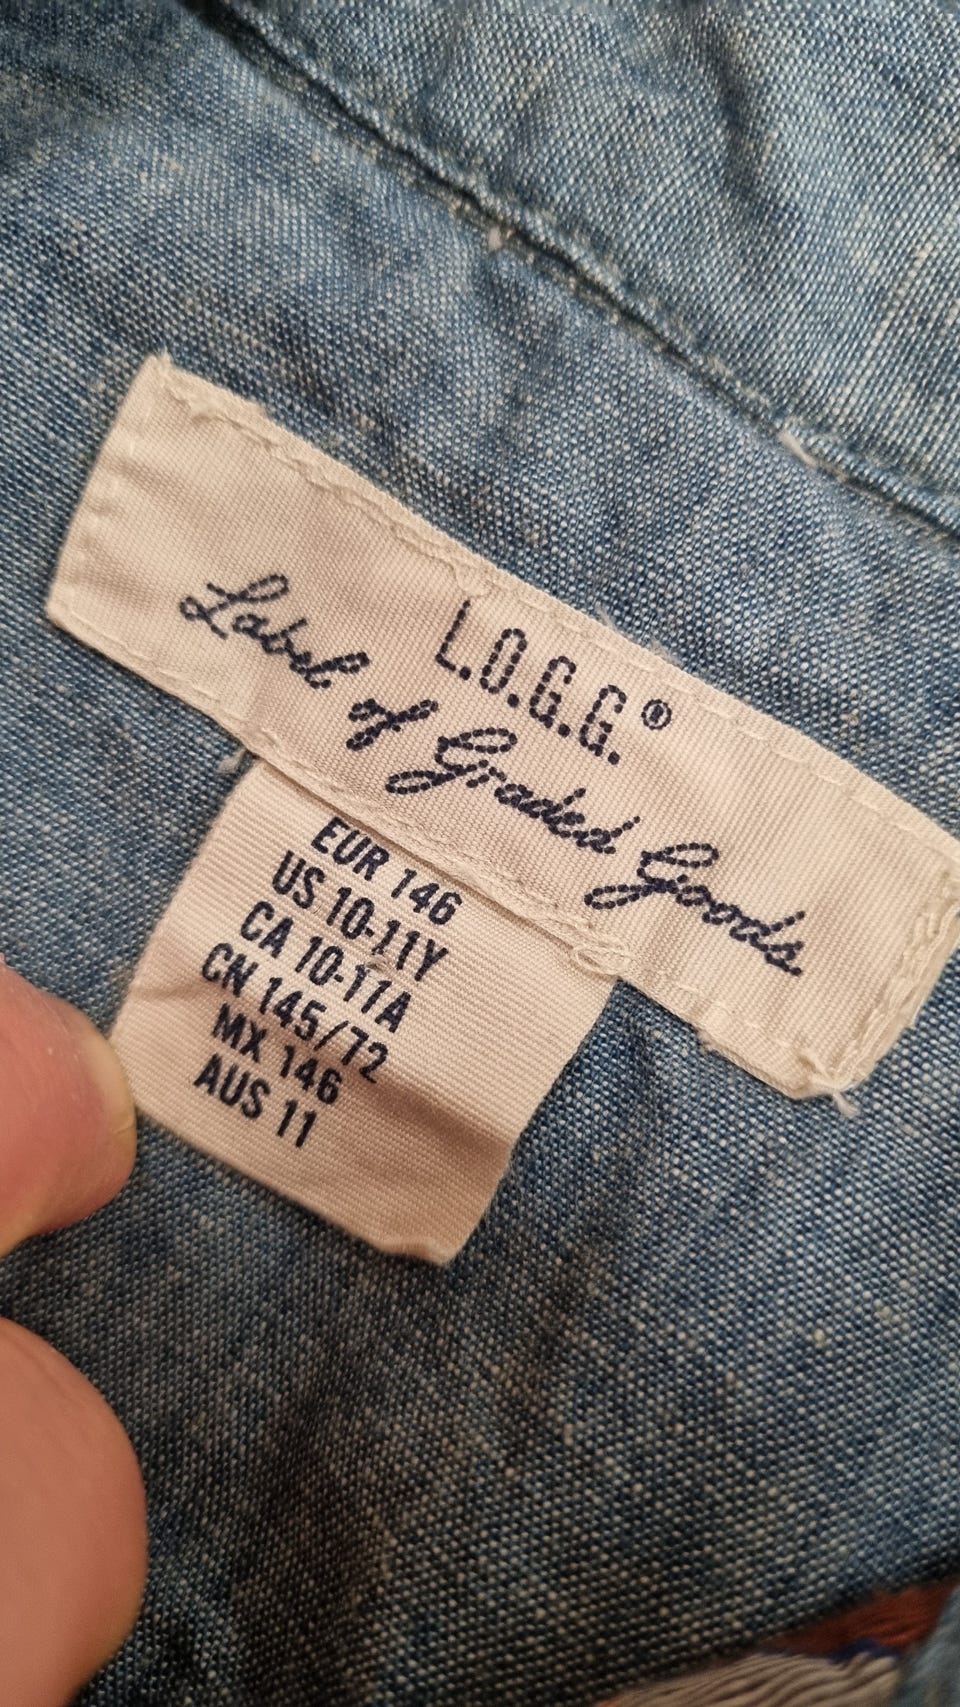 L.O.G.G.®
Label of Graded Goods.
EUR 146
US 10-11Y
CA 10-11A
CN 145/72
MX 146
AUS 11